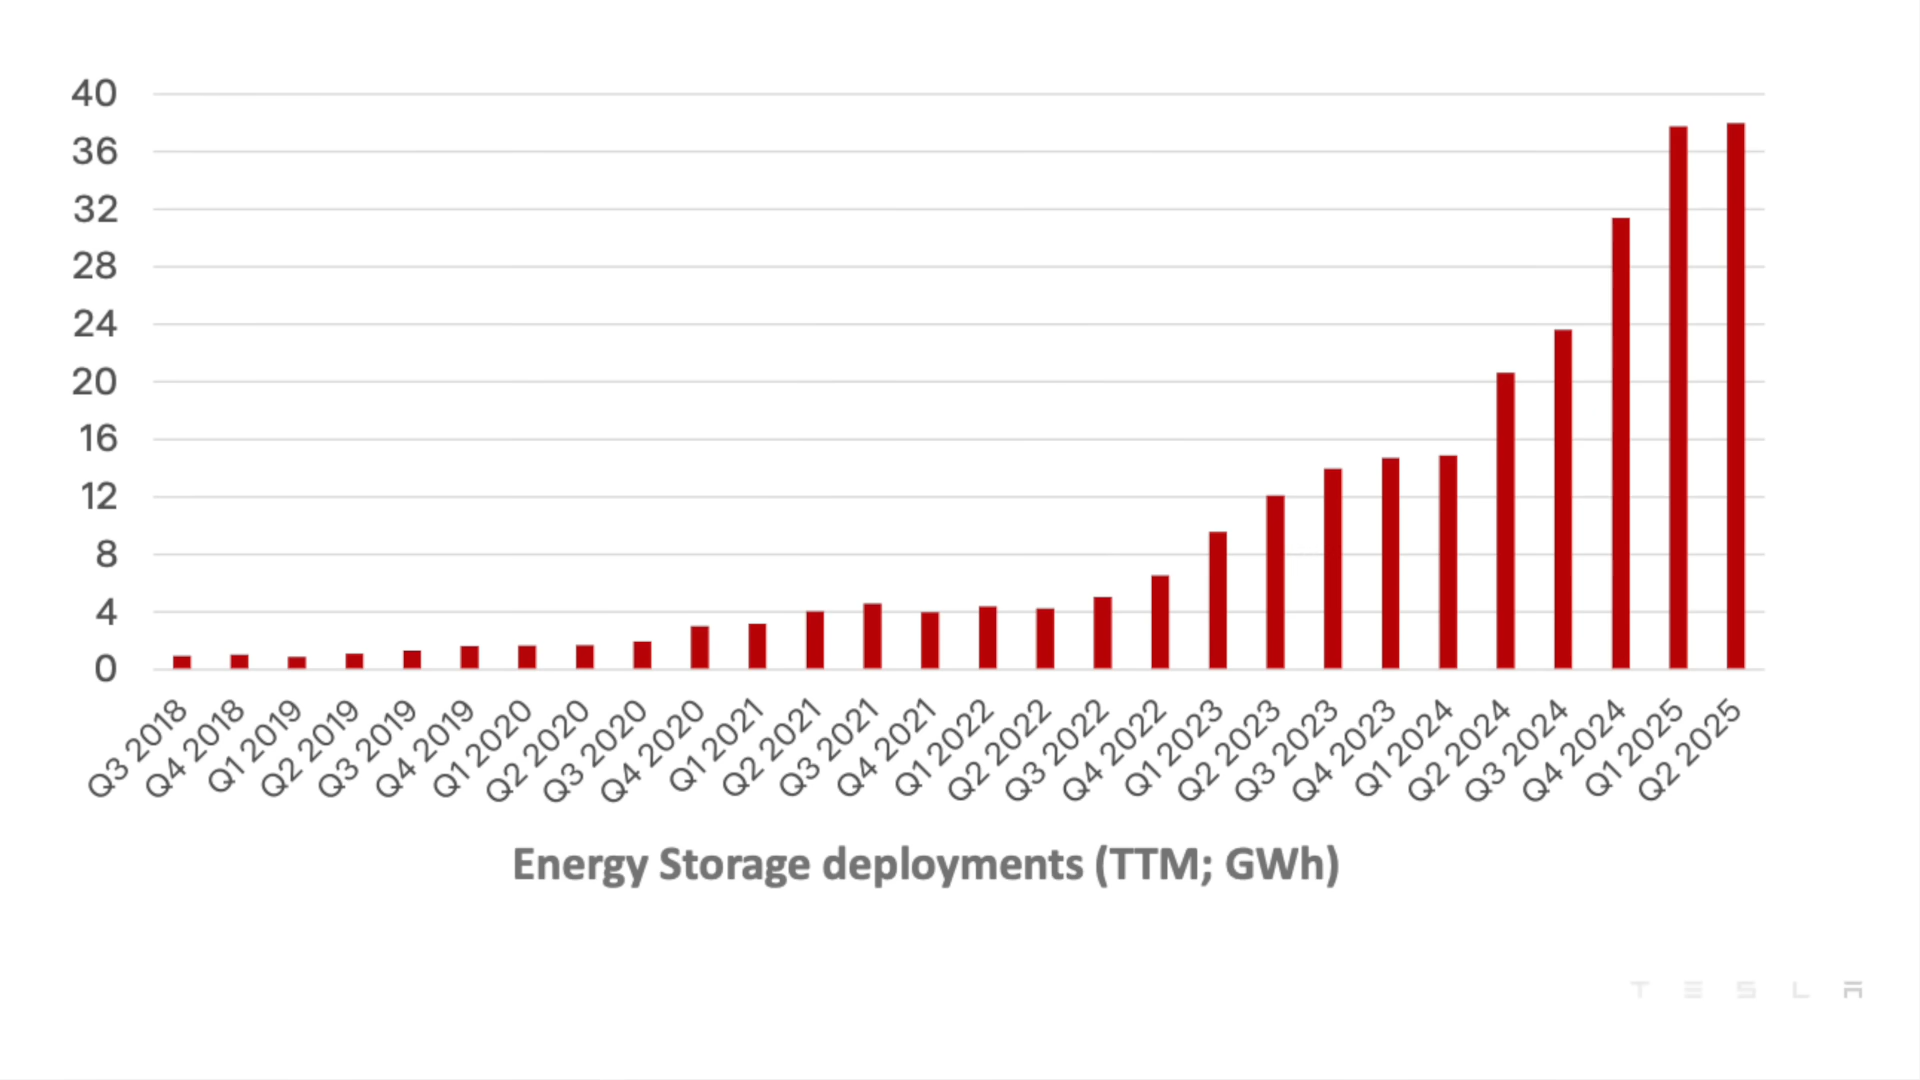 40
36
32
28
24
20
16
12
8
4
0
Q3 2018
Q4 2018
Q1 2019
Q2 2019
Q3 2019
Q4 2019
Q1 2020
Q2 2020
Q3 2020
Q4 2020
Q1 2021
Q2 2021
Q3 2021
Q4 2021
Q1 2022
Q2 2022
Q3 2022
Q4 2022
Q1 2023
Q2 2023
Q3 2023
Q4 2023
Q1 2024
Q2 2024
Q3 2024
Q4 2024
Q1 2025
Q2 2025
Energy Storage deployments (TTM; GWh)
TESLA